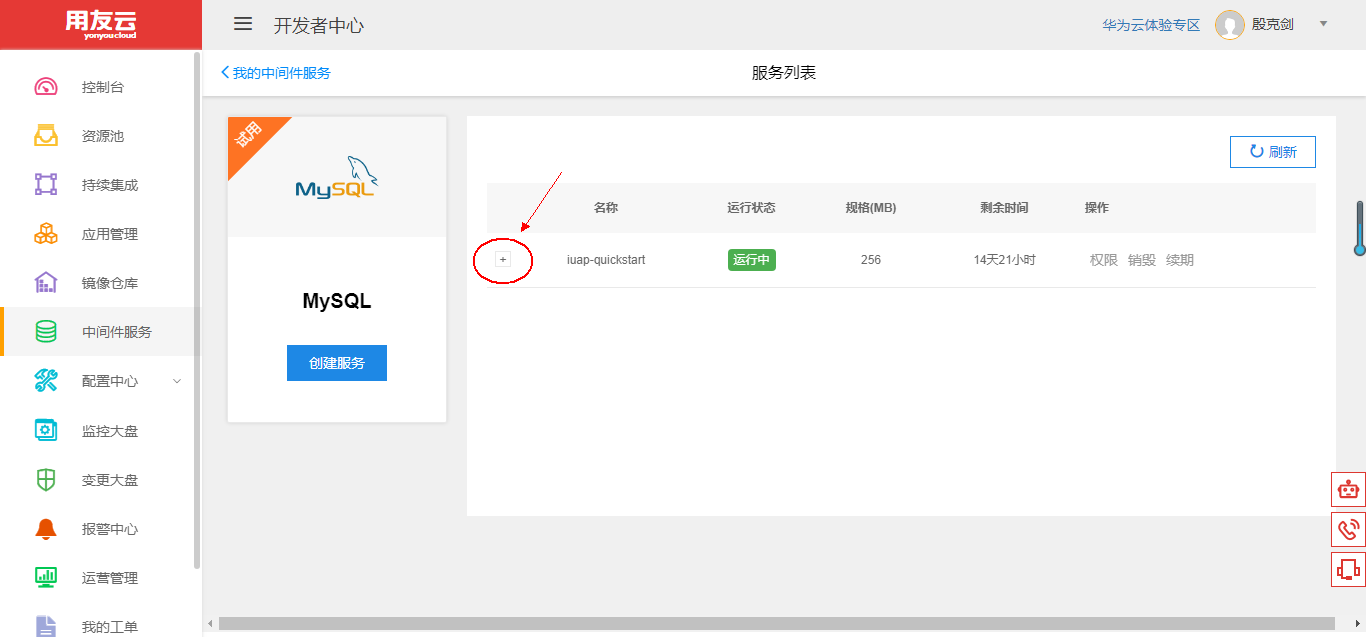 用友云
yonyoucloud
开发者中心
华为云体验专区
殷克剑
控制台
资源池
持续集成
应用管理
镜像仓库
中间件服务
配置中心
监控大盘
变更大盘
报警中心
运营管理
我的工单
我的中间件服务
服务列表
试用
MySQL
MySQL
创建服务
刷新
名称 运行状态 规格(MB) 剩余时间 操作
+ iuap-quickstart 运行中 256 14天21小时 权限 销毁 续期